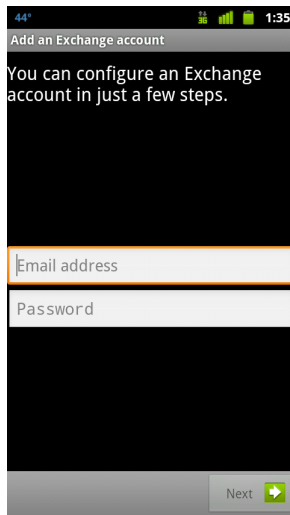 44°
3G
1:35
Add an Exchange account
You can configure an Exchange
account in just a few steps.
Email address
Password
Next